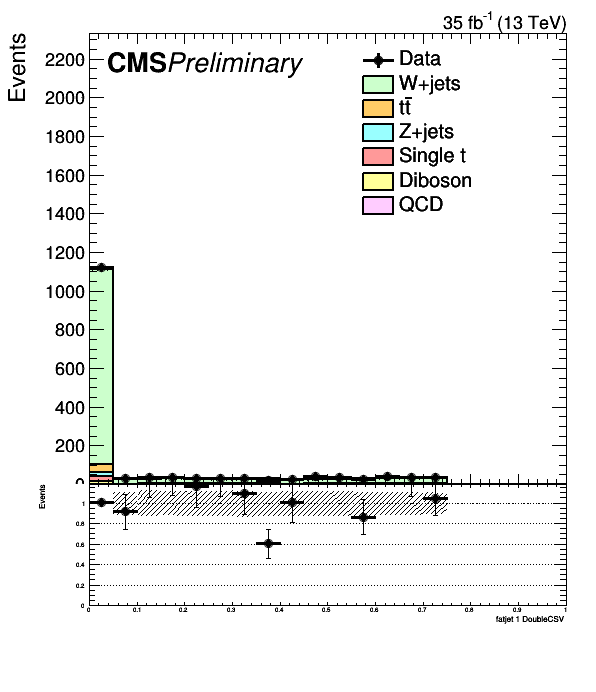 35 fb-1 (13 TeV)
CMS Preliminary
Events
2200
2000
1800
1600
1400
1200
1000
800
600
400
200
0
Data
W+jets
tt̅
Z+jets
Single t
Diboson
QCD
Events
1
0.8
0.6
0.4
0.2
0
0 0.1 0.2 0.3 0.4 0.5 0.6 0.7 0.8 0.9 1
fatjet 1 DoubleCSV